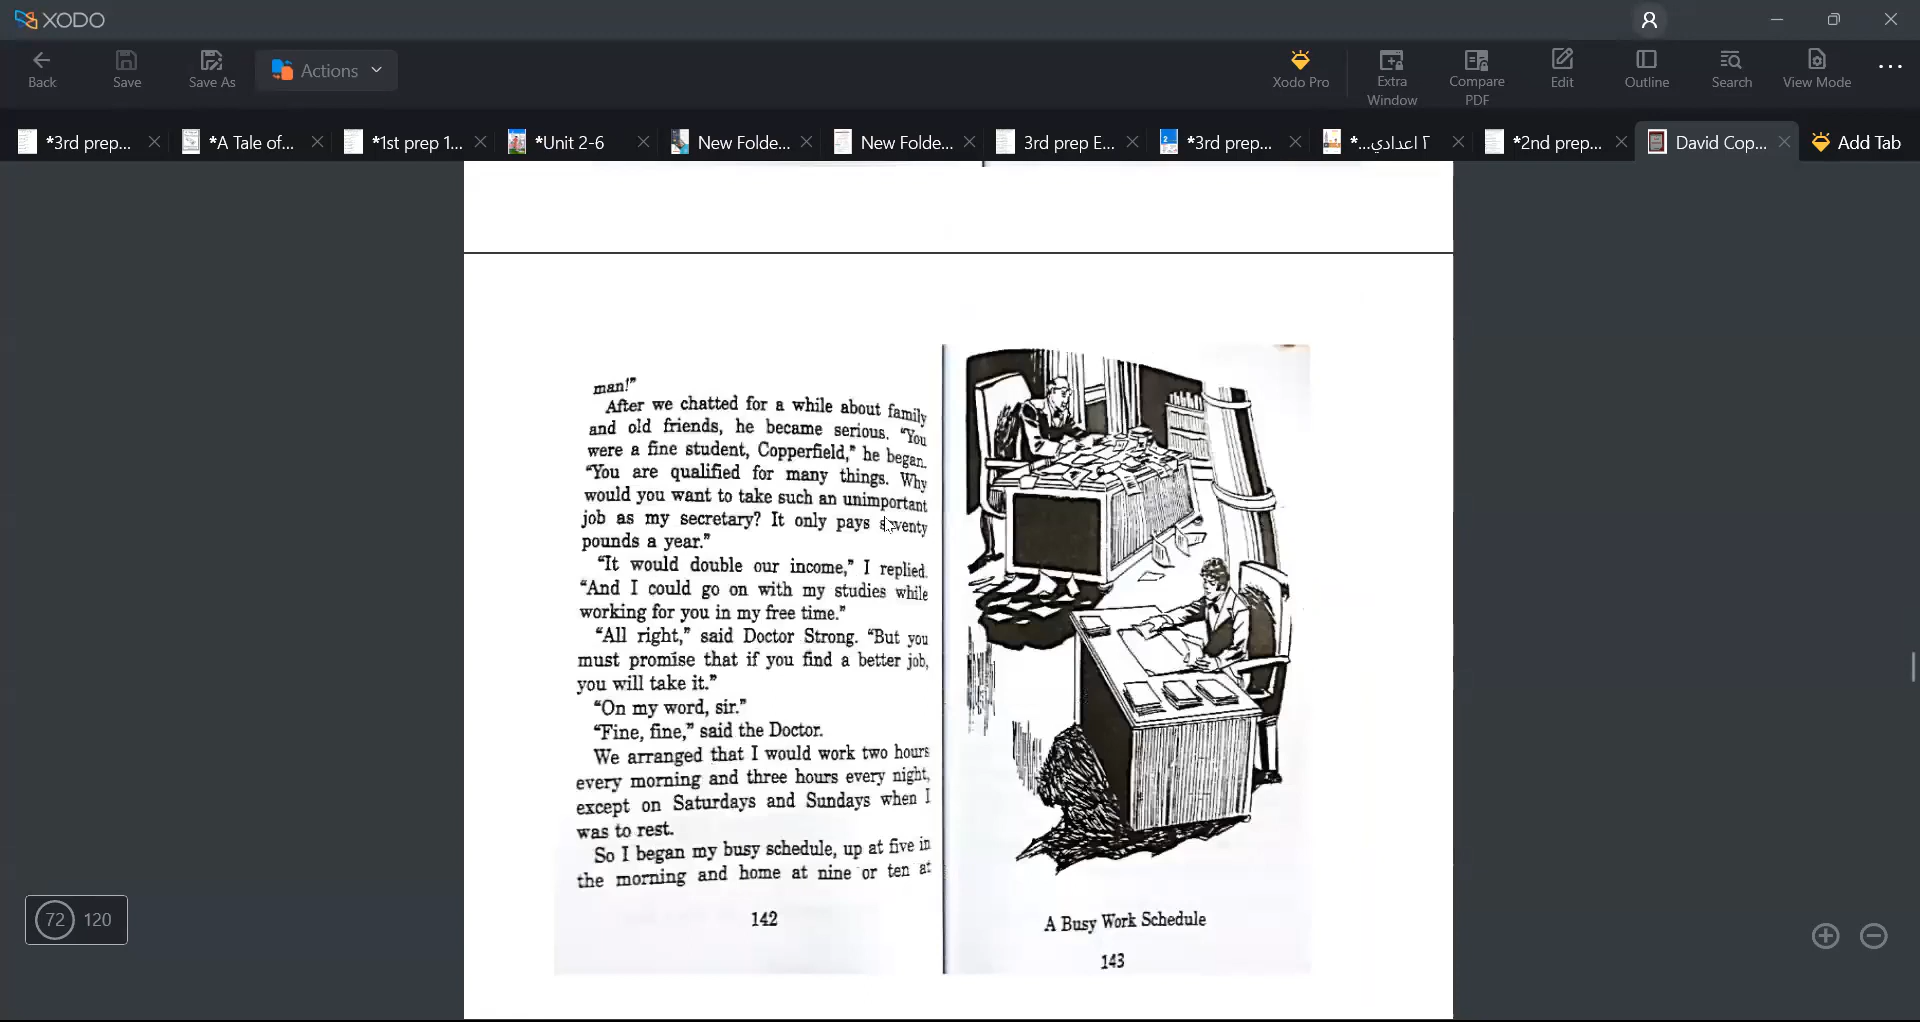 XODO
Back
Save
Save As
Actions
Xodo Pro
Extra Window
Compare PDF
Edit
Outline
Search
View Mode
*3rd prep...
*A Tale of...
*1st prep 1...
*Unit 2-6
New Folde...
New Folde...
3rd prep E...
*3rd prep...
*...٢ اعدادي
*2nd prep...
David Cop...
Add Tab
man!”
After we chatted for a while about family
and old friends, he became serious. “You
were a fine student, Copperfield,” he began.
“You are qualified for many things. Why
would you want to take such an unimportant
job as my secretary? It only pays seventy
pounds a year.”
“It would double our income,” I replied.
“And I could go on with my studies while
working for you in my free time.”
“All right,” said Doctor Strong. “But you
must promise that if you find a better job,
you will take it.”
“On my word, sir.”
“Fine, fine,” said the Doctor.
We arranged that I would work two hours
every morning and three hours every night,
except on Saturdays and Sundays when I
was to rest.
So I began my busy schedule, up at five in
the morning and home at nine or ten at
142
A Busy Work Schedule
143
72 120